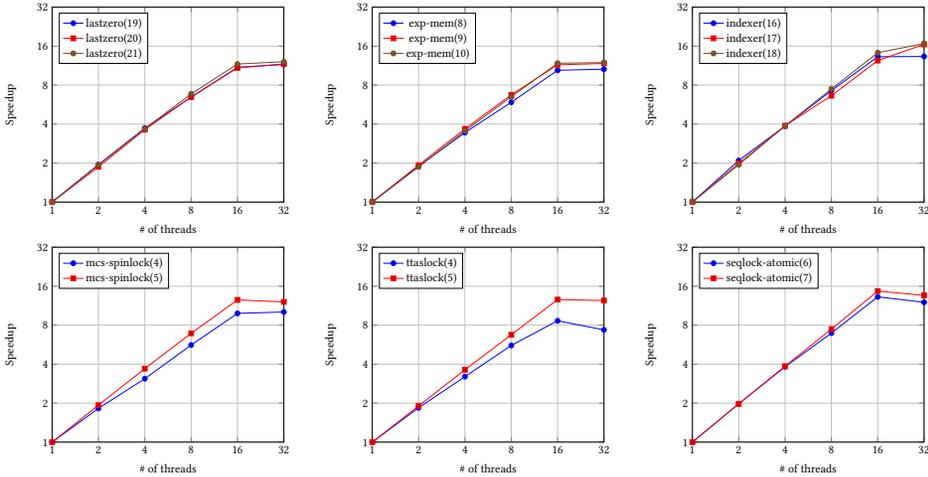 32
16
8
4
2
1
Speedup
lastzero(19)
lastzero(20)
lastzero(21)
1 2 4 8 16 32
# of threads
32
16
8
4
2
1
Speedup
exp-mem(8)
exp-mem(9)
exp-mem(10)
1 2 4 8 16 32
# of threads
32
16
8
4
2
1
Speedup
indexer(16)
indexer(17)
indexer(18)
1 2 4 8 16 32
# of threads
32
16
8
4
2
1
Speedup
mcs-spinlock(4)
mcs-spinlock(5)
1 2 4 8 16 32
# of threads
32
16
8
4
2
1
Speedup
ttaslock(4)
ttaslock(5)
1 2 4 8 16 32
# of threads
32
16
8
4
2
1
Speedup
seqlock-atomic(6)
seqlock-atomic(7)
1 2 4 8 16 32
# of threads